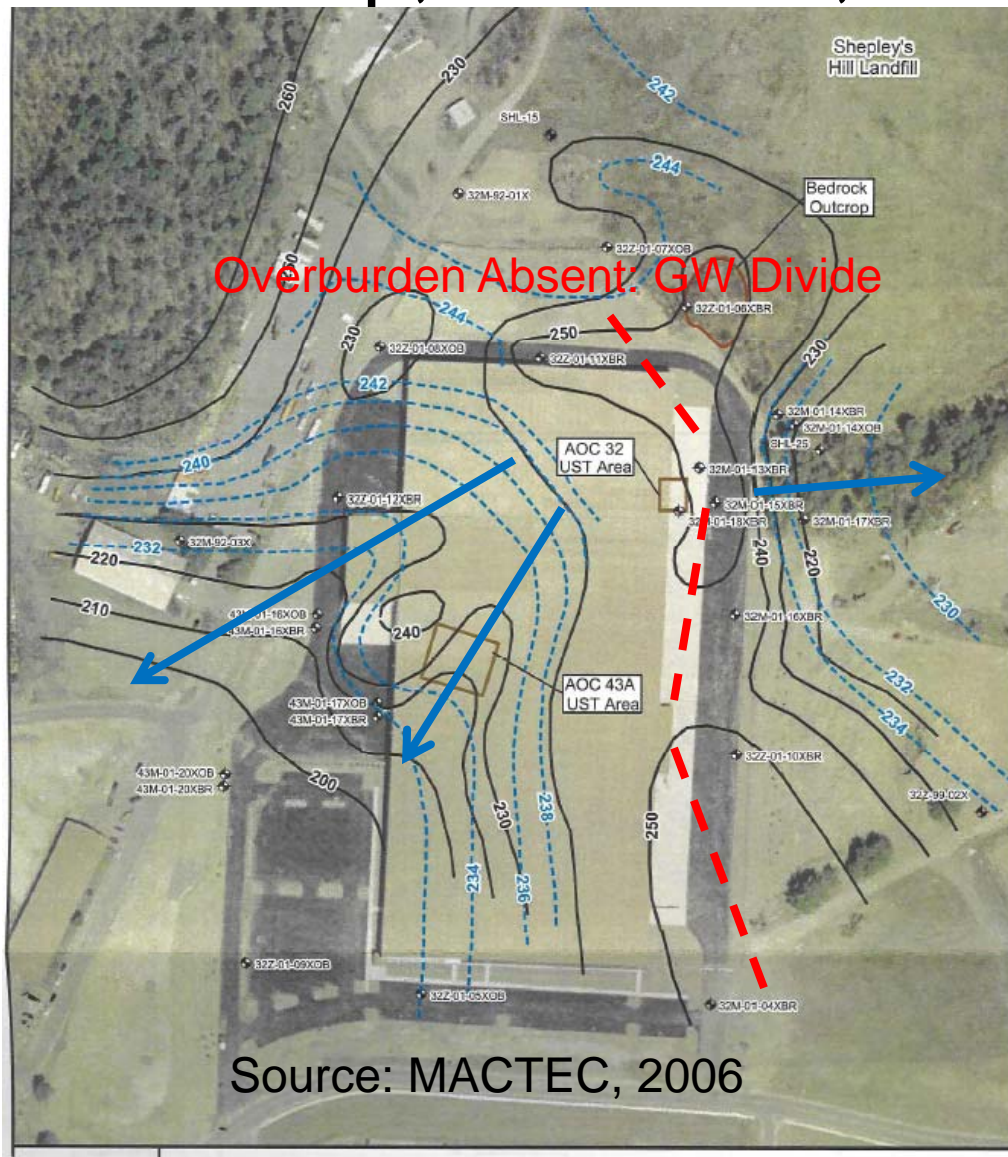 Shepley's
Hill Landfill
260
230
242
SHL-15
244
32M-92-01X
Bedrock
Outcrop
32Z-01-07XOB
250
Overburden Absent: GW Divide
32Z-01-06XBR
244
230
250
32Z-01-08XOB
32Z-01-11XBR
230
242
32M-01-14XBR
32M-01-14XOB
AOC 32
UST Area
SHL-25
240
32M-01-13XBR
32Z-01-12XBR
32M-01-15XBR
32M-01-18XBR
32M-01-17XBR
232
32M-92-03X
220
240
220
210
43M-01-16XOB
43M-01-16XBR
240
32M-01-16XBR
230
AOC 43A
UST Area
232
43M-01-17XOB
43M-01-17XBR
234
32Z-01-10XBR
43M-01-20XOB
43M-01-20XBR
200
230
238
250
32Z-99-02X
234
236
32Z-01-09XOB
32Z-01-05XOB
32M-01-04XBR
Source: MACTEC, 2006